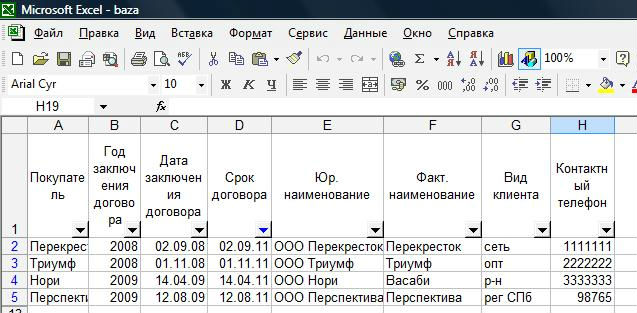 Microsoft Excel - baza
Файл Правка Вид Вставка Формат Сервис Данные Окно Справка
100%
Arial Cyr 10 Ж К Ч % 000
H19 fx
A B C D E F G H
1 Покупатель Год заключения договора Дата заключения договора Срок договора Юр. наименование Факт. наименование Вид клиента Контактный телефон
2 Перекрест 2008 02.09.08 02.09.11 ООО Перекресток Перекресток сеть 1111111
3 Триумф 2008 01.11.08 01.11.11 ООО Триумф Триумф опт 2222222
4 Нори 2009 14.04.09 14.04.11 ООО Нори Васаби р-н 3333333
5 Перспекти 2009 12.08.09 12.08.11 ООО Перспектива Перспектива рег СПб 98765